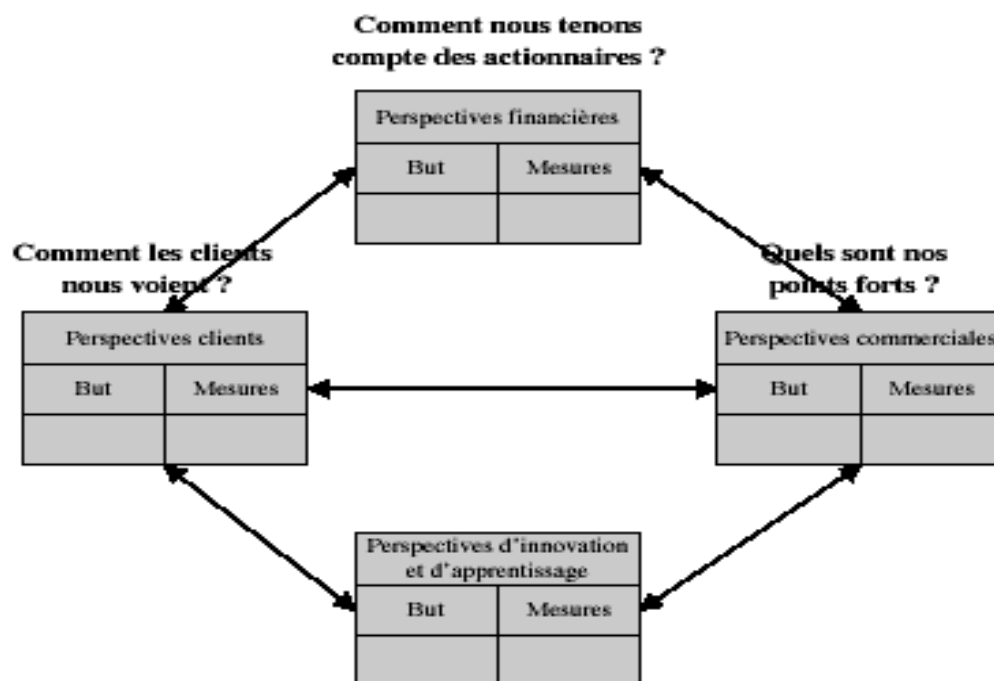 Comment nous tenons
compte des actionnaires ?
Perspectives financières
But Mesures
Comment les clients
nous voient ?
Quels sont nos
points forts ?
Perspectives clients
But Mesures
Perspectives commerciales
But Mesures
Perspectives d'innovation
et d'apprentissage
But Mesures